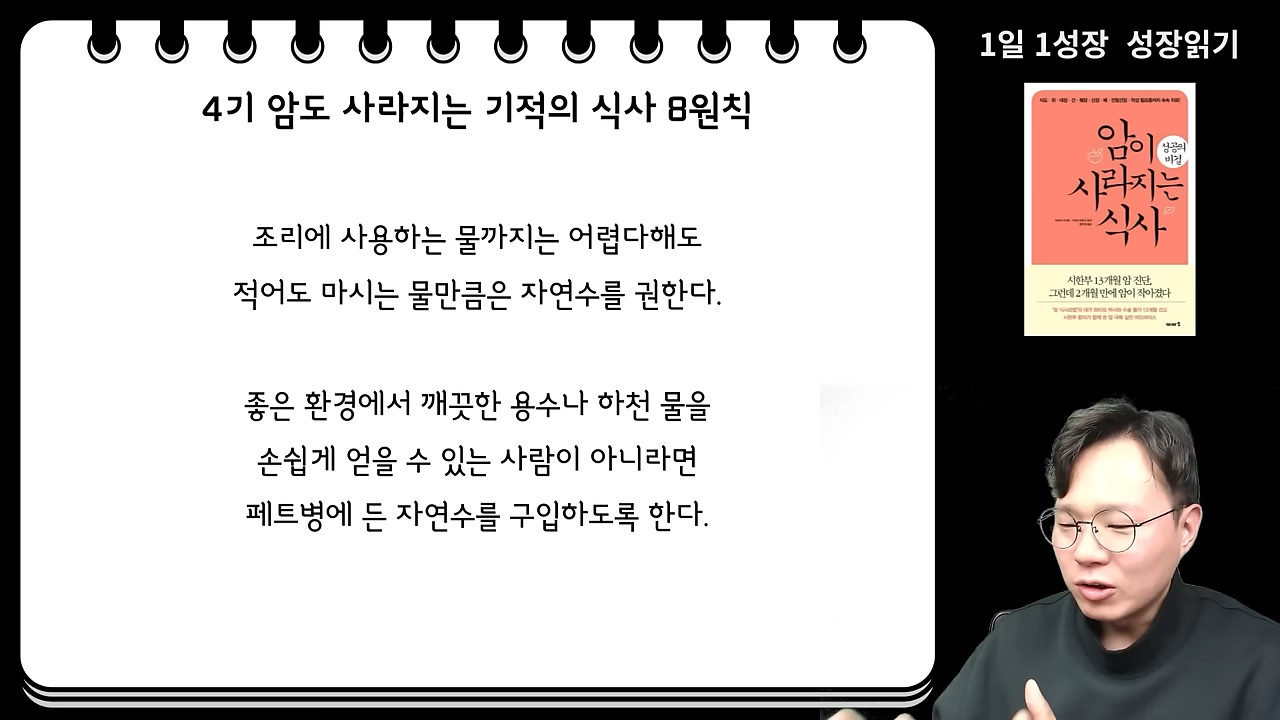 4기 암도 사라지는 기적의 식사 8원칙
조리에 사용하는 물까지는 어렵다해도
적어도 마시는 물만큼은 자연수를 권한다.
좋은 환경에서 깨끗한 용수나 하천 물을
손쉽게 얻을 수 있는 사람이 아니라면
페트병에 든 자연수를 구입하도록 한다.
1일 1성장 성장읽기
암이
사라지는
식사
성공의
비결
시한부 13개월 암 진단,
그런데 2개월 만에 암이 작아졌다